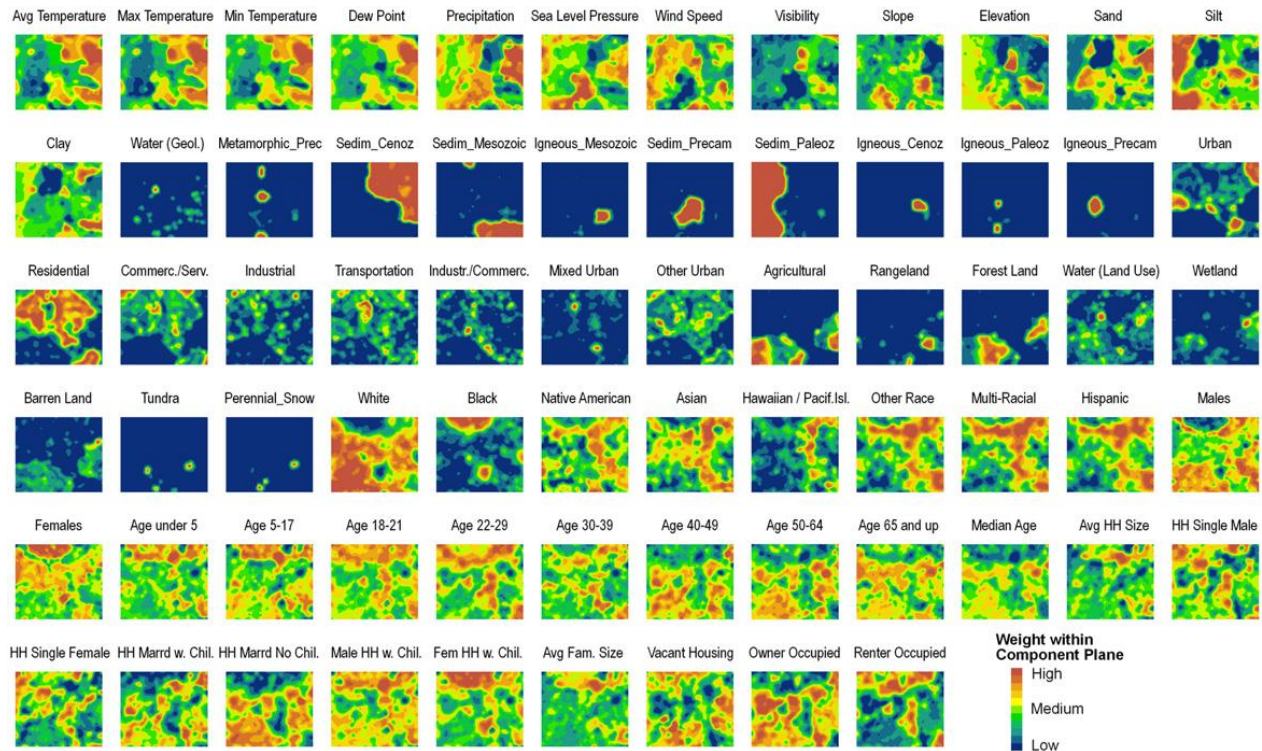 Avg Temperature Max Temperature Min Temperature Dew Point Precipitation Sea Level Pressure Wind Speed Visibility Slope Elevation Sand Silt
Clay Water (Geol.) Metamorphic_Prec Sedim_Cenoz Sedim_Mesozoic Igneous_Mesozoic Sedim_Precam Sedim_Paleoz Igneous_Cenoz Igneous_Paleoz Igneous_Precam Urban
Residential Commerc./Serv. Industrial Transportation Industr./Commerc. Mixed Urban Other Urban Agricultural Rangeland Forest Land Water (Land Use) Wetland
Barren Land Tundra Perennial_Snow White Black Native American Asian Hawaiian / Pacif.Isl. Other Race Multi-Racial Hispanic Males
Females Age under 5 Age 5-17 Age 18-21 Age 22-29 Age 30-39 Age 40-49 Age 50-64 Age 65 and up Median Age Avg HH Size HH Single Male
HH Single Female HH Marrd w. Chil. HH Marrd No Chil. Male HH w. Chil. Fem HH w. Chil. Avg Fam. Size Vacant Housing Owner Occupied Renter Occupied
Weight within
Component Plane
High
Medium
Low